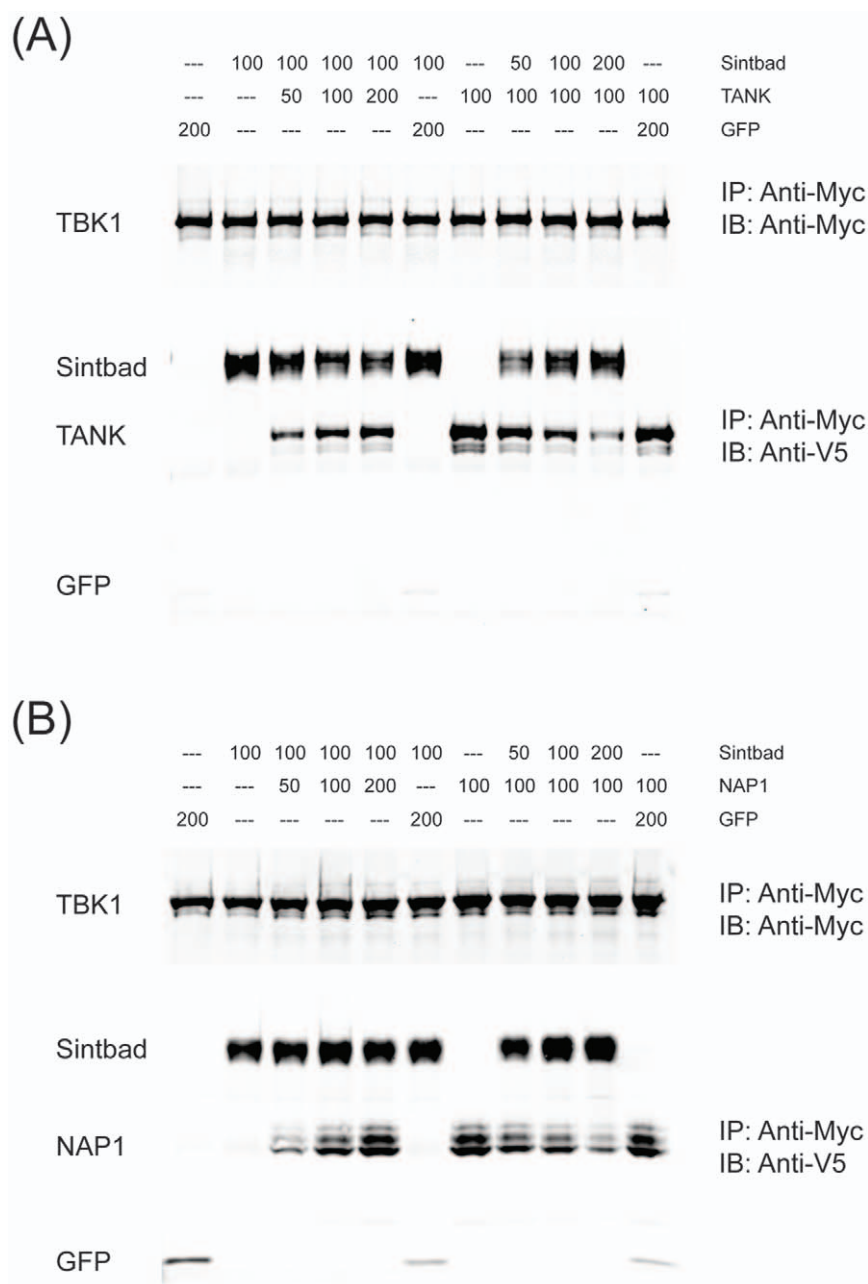 (A)
--- 100 100 100 100 100 --- 50 100 200 --- Sintbad
--- --- 50 100 200 --- 100 100 100 100 100 TANK
200 --- --- --- --- 200 --- --- --- --- 200 GFP
TBK1
IP: Anti-Myc
IB: Anti-Myc
Sintbad
TANK
IP: Anti-Myc
IB: Anti-V5
GFP
(B)
--- 100 100 100 100 100 --- 50 100 200 --- Sintbad
--- --- 50 100 200 --- 100 100 100 100 100 NAP1
200 --- --- --- --- 200 --- --- --- --- 200 GFP
TBK1
IP: Anti-Myc
IB: Anti-Myc
Sintbad
NAP1
IP: Anti-Myc
IB: Anti-V5
GFP